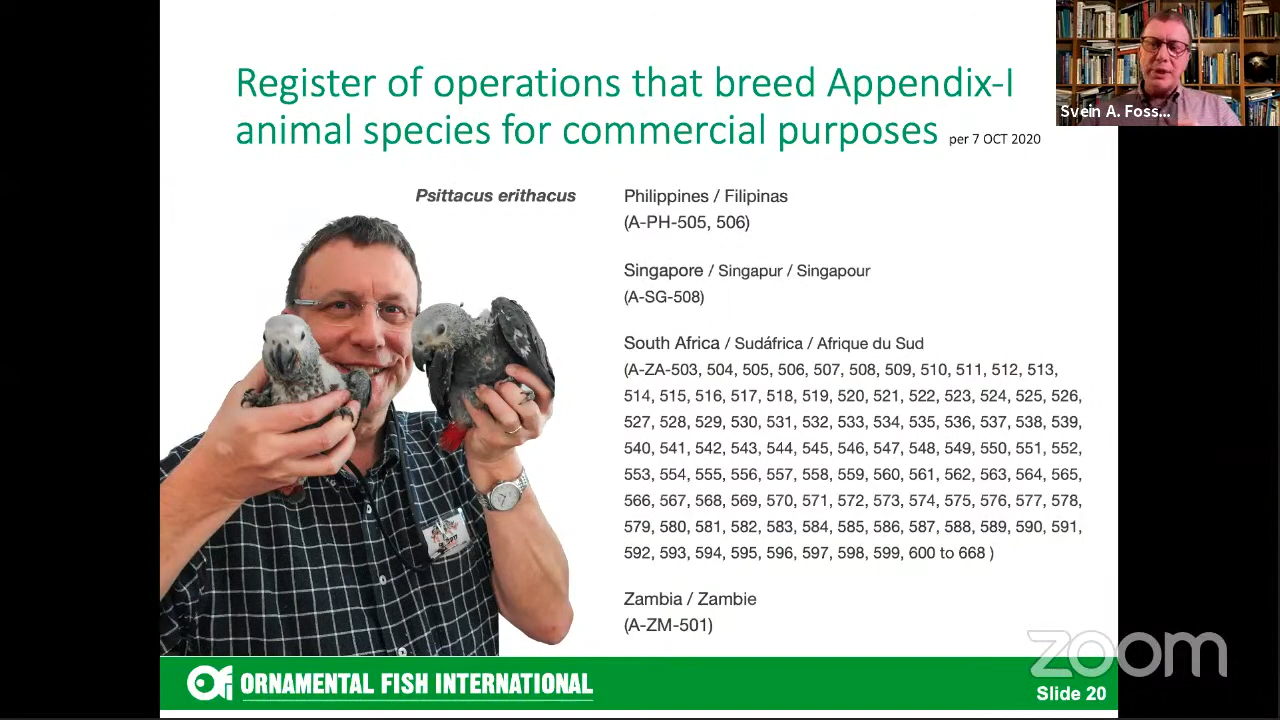 Register of operations that breed Appendix-I
animal species for commercial purposes per 7 OCT 2020
Svein A. Foss...
Psittacus erithacus
Philippines / Filipinas
(A-PH-505, 506)
Singapore / Singapur / Singapour
(A-SG-508)
South Africa / Sudáfrica / Afrique du Sud
(A-ZA-503, 504, 505, 506, 507, 508, 509, 510, 511, 512, 513,
514, 515, 516, 517, 518, 519, 520, 521, 522, 523, 524, 525, 526,
527, 528, 529, 530, 531, 532, 533, 534, 535, 536, 537, 538, 539,
540, 541, 542, 543, 544, 545, 546, 547, 548, 549, 550, 551, 552,
553, 554, 555, 556, 557, 558, 559, 560, 561, 562, 563, 564, 565,
566, 567, 568, 569, 570, 571, 572, 573, 574, 575, 576, 577, 578,
579, 580, 581, 582, 583, 584, 585, 586, 587, 588, 589, 590, 591,
592, 593, 594, 595, 596, 597, 598, 599, 600 to 668 )
Zambia / Zambie
(A-ZM-501)
zoom
ORNAMENTAL FISH INTERNATIONAL
Slide 20